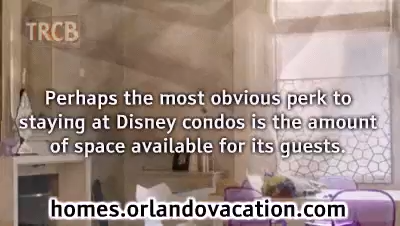 TRCB
Perhaps the most obvious perk to
staying at Disney condos is the amount
of space available for its guests.
homes.orlandovacation.com